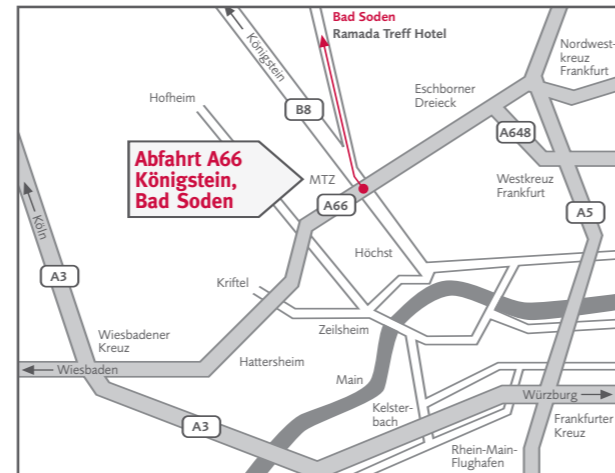 Bad Soden
Ramada Treff Hotel
Königstein
Nordwest-
kreuz
Frankfurt
Eschborner
Dreieck
Hofheim
B8
A648
Abfahrt A66
Königstein,
Bad Soden
MTZ
A66
Westkreuz
Frankfurt
A5
Köln
A3
Höchst
Kriftel
Zeilsheim
Wiesbadener
Kreuz
Hattersheim
Wiesbaden
Main
Kelster-
bach
Würzburg
A3
Frankfurter
Kreuz
Rhein-Main-
Flughafen